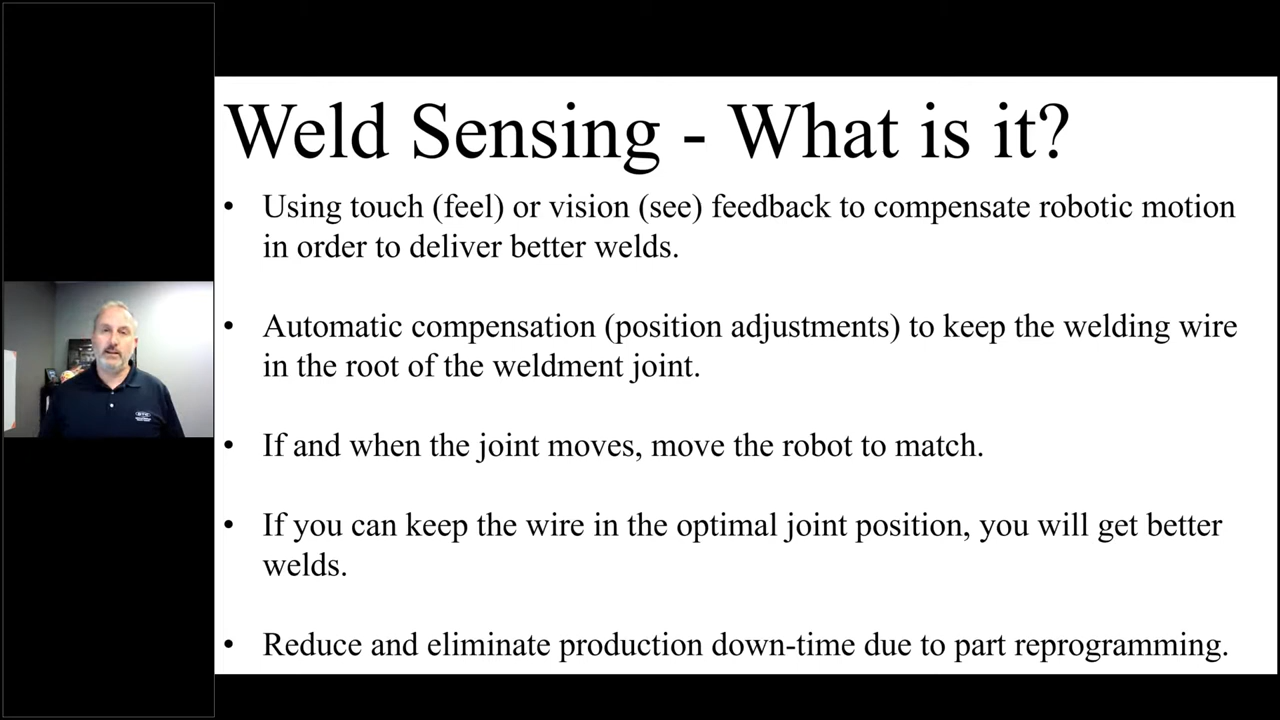 Weld Sensing - What is it?
• Using touch (feel) or vision (see) feedback to compensate robotic motion
in order to deliver better welds.
• Automatic compensation (position adjustments) to keep the welding wire
in the root of the weldment joint.
• If and when the joint moves, move the robot to match.
• If you can keep the wire in the optimal joint position, you will get better
welds.
• Reduce and eliminate production down-time due to part reprogramming.